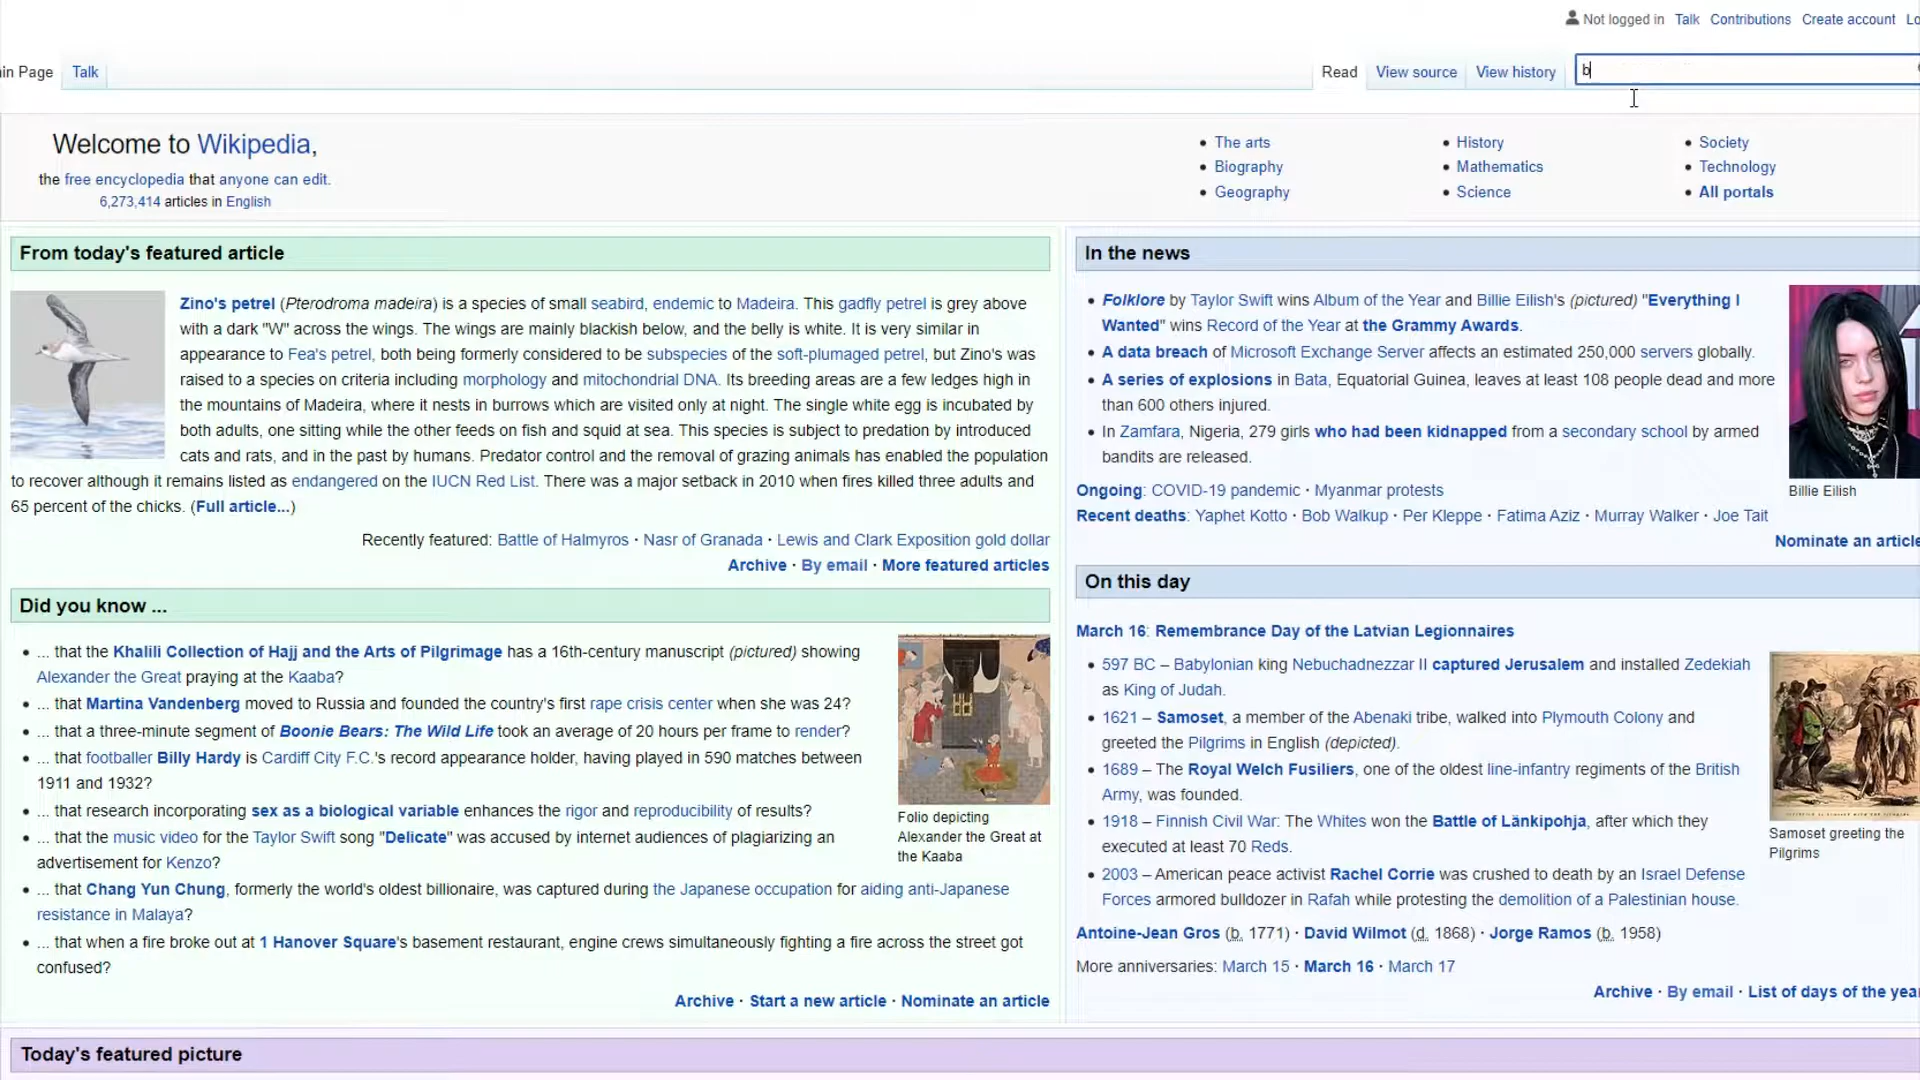 Not logged in Talk Contributions Create account
in Page Talk Read View source View history b
Welcome to Wikipedia,
the free encyclopedia that anyone can edit.
6,273,414 articles in English
The arts
Biography
Geography
History
Mathematics
Science
Society
Technology
All portals
From today's featured article
Zino's petrel (Pterodroma madeira) is a species of small seabird, endemic to Madeira. This gadfly petrel is grey above
with a dark "W" across the wings. The wings are mainly blackish below, and the belly is white. It is very similar in
appearance to Fea's petrel, both being formerly considered to be subspecies of the soft-plumaged petrel, but Zino's was
raised to a species on criteria including morphology and mitochondrial DNA. Its breeding areas are a few ledges high in
the mountains of Madeira, where it nests in burrows which are visited only at night. The single white egg is incubated by
both adults, one sitting while the other feeds on fish and squid at sea. This species is subject to predation by introduced
cats and rats, and in the past by humans. Predator control and the removal of grazing animals has enabled the population
to recover although it remains listed as endangered on the IUCN Red List. There was a major setback in 2010 when fires killed three adults and
65 percent of the chicks. (Full article...)
Recently featured: Battle of Halmyros · Nasr of Granada · Lewis and Clark Exposition gold dollar
Archive · By email · More featured articles
Did you know ...
... that the Khalili Collection of Hajj and the Arts of Pilgrimage has a 16th-century manuscript (pictured) showing
Alexander the Great praying at the Kaaba?
... that Martina Vandenberg moved to Russia and founded the country's first rape crisis center when she was 24?
... that a three-minute segment of Boonie Bears: The Wild Life took an average of 20 hours per frame to render?
... that footballer Billy Hardy is Cardiff City F.C.'s record appearance holder, having played in 590 matches between
1911 and 1932?
... that research incorporating sex as a biological variable enhances the rigor and reproducibility of results?
... that the music video for the Taylor Swift song "Delicate" was accused by internet audiences of plagiarizing an
advertisement for Kenzo?
... that Chang Yun Chung, formerly the world's oldest billionaire, was captured during the Japanese occupation for aiding anti-Japanese
resistance in Malaya?
... that when a fire broke out at 1 Hanover Square's basement restaurant, engine crews simultaneously fighting a fire across the street got
confused?
Folio depicting
Alexander the Great at
the Kaaba
Archive · Start a new article · Nominate an article
In the news
Folklore by Taylor Swift wins Album of the Year and Billie Eilish's (pictured) "Everything I
Wanted" wins Record of the Year at the Grammy Awards.
A data breach of Microsoft Exchange Server affects an estimated 250,000 servers globally.
A series of explosions in Bata, Equatorial Guinea, leaves at least 108 people dead and more
than 600 others injured.
In Zamfara, Nigeria, 279 girls who had been kidnapped from a secondary school by armed
bandits are released.
Billie Eilish
Ongoing: COVID-19 pandemic · Myanmar protests
Recent deaths: Yaphet Kotto · Bob Walkup · Per Kleppe · Fatima Aziz · Murray Walker · Joe Tait
Nominate an article
On this day
March 16: Remembrance Day of the Latvian Legionnaires
597 BC – Babylonian king Nebuchadnezzar II captured Jerusalem and installed Zedekiah
as King of Judah.
1621 – Samoset, a member of the Abenaki tribe, walked into Plymouth Colony and
greeted the Pilgrims in English (depicted).
1689 – The Royal Welch Fusiliers, one of the oldest line-infantry regiments of the British
Army, was founded.
1918 – Finnish Civil War: The Whites won the Battle of Länkipohja, after which they
executed at least 70 Reds.
2003 – American peace activist Rachel Corrie was crushed to death by an Israel Defense
Forces armored bulldozer in Rafah while protesting the demolition of a Palestinian house.
Samoset greeting the
Pilgrims
Antoine-Jean Gros (b. 1771) · David Wilmot (d. 1868) · Jorge Ramos (b. 1958)
More anniversaries: March 15 · March 16 · March 17
Archive · By email · List of days of the year
Today's featured picture